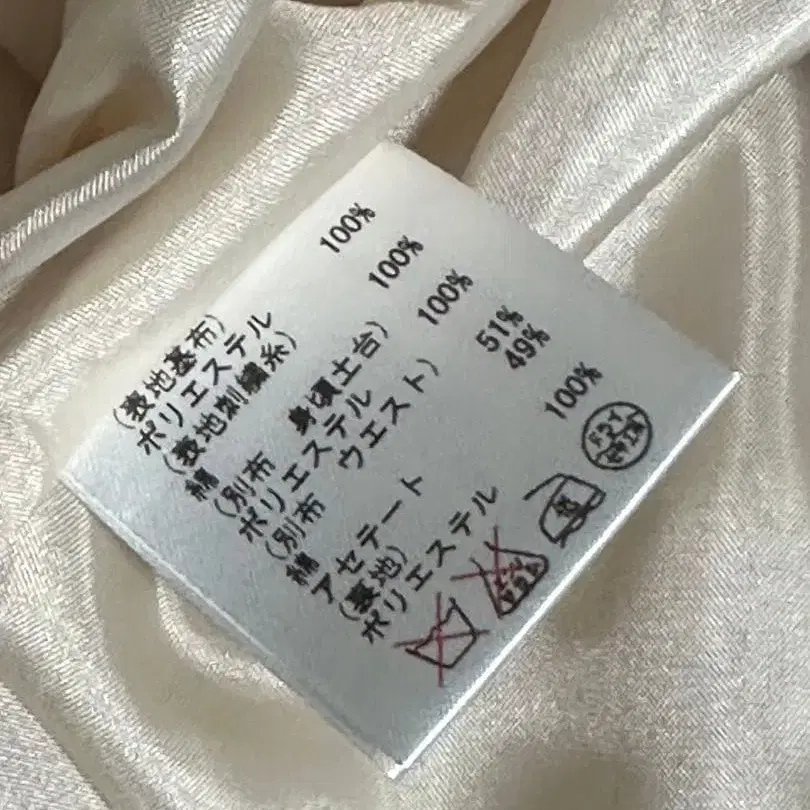 (表地基布)
ポリエステル 100%
(表地刺繍糸)
100%
(別布 身頃土台)
ポリエステル 100%
(別布 ウエスト)
51%
アセテート 49%
(裏地)
ポリエステル 100%